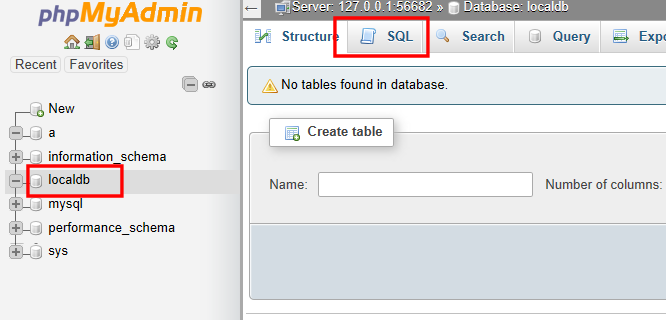 phpMyAdmin
Recent Favorites
New
a
information_schema
localdb
mysql
performance_schema
sys
Server: 127.0.0.1:56682 » Database: localdb
Structure SQL Search Query Expo
No tables found in database.
Create table
Name: Number of columns: